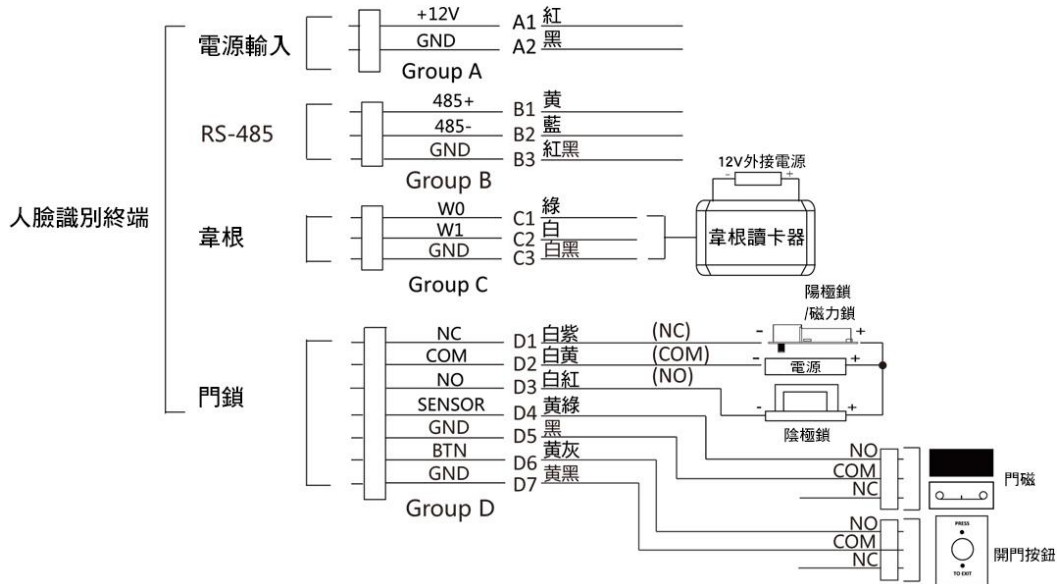 人臉識別終端
電源輸入
+12V A1 紅
GND A2 黑
Group A
RS-485
485+ B1 黄
485- B2 藍
GND B3 紅黑
Group B
韋根
W0 C1 綠
W1 C2 白
GND C3 白黑
Group C
12V外接電源
- +
韋根讀卡器
門鎖
NC D1 白紫 (NC)
COM D2 白黄 (COM)
NO D3 白紅 (NO)
SENSOR D4 黄綠
GND D5 黑
BTN D6 黄灰
GND D7 黄黑
Group D
陽極鎖
/磁力鎖
- +
- 電源 +
- +
陰極鎖
NO
COM
NC
門磁
NO
COM
NC
PRESS
TO EXIT
開門按鈕